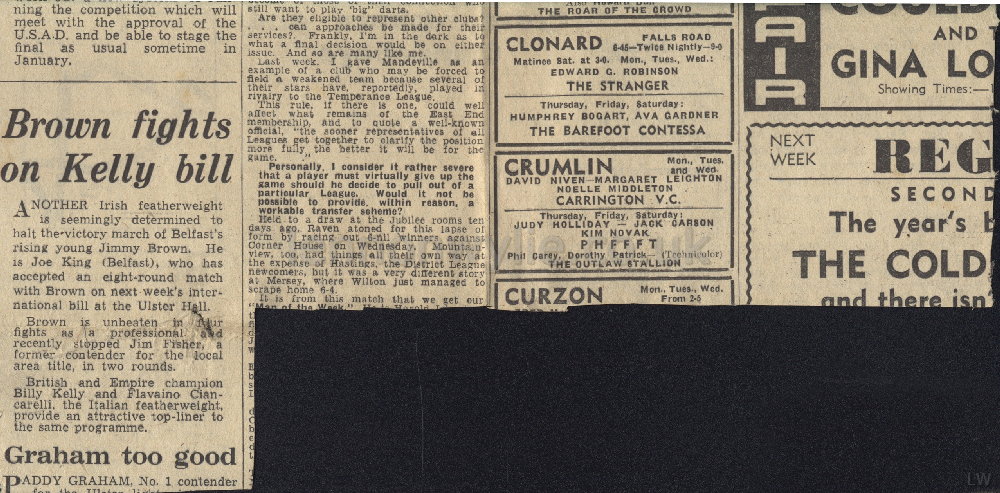 ning the competition which will
meet with the approval of the
U.S.A.D. and be able to stage the
final as usual sometime in
January.
Brown fights
on Kelly bill
ANOTHER Irish featherweight
is seemingly determined to
halt the victory march of Belfast's
rising young Jimmy Brown. He
is Joe King (Belfast), who has
accepted an eight-round match
with Brown on next week's inter-
national bill at the Ulster Hall.
Brown is unbeaten in four
fights as a professional and
recently stopped Jim Fisher, a
former contender for the local
area title, in two rounds.
British and Empire champion
Billy Kelly and Flavaino Cian-
carelli, the Italian featherweight,
provide an attractive top-liner to
the same programme.
Graham too good
PADDY GRAHAM, No. 1 contender
still want to play "big" darts.
Are they eligible to represent other clubs?
. . . can approaches be made for their
services?. Frankly, I'm in the dark as to
what a final decision would be on either
issue. And so are many like me.
Last week, I gave Mandeville as an
example of a club who may be forced to
field a weakened team because several of
their stars have, reportedly, played in
rivalry to the Temperance League.
This rule, if there is one, could well
affect what remains of the East End
membership, and to quote a well-known
official, "the sooner representatives of all
Leagues get together to clarify the position
more fully the better it will be for the
game."
Personally, I consider it rather severe
that a player must virtually give up the
game should he decide to pull out of a
particular League. Would it not be
possible to provide, within reason, a
workable transfer scheme?
Held to a draw at the Jubilee rooms ten
days ago, Raven atoned for this lapse of
form by racing out 6-nil winners against
Corner House on Wednesday. Mountain-
view, too, had things all their own way at
the expense of Hastings, the District League
newcomers, but it was a very different story
at Mersey, where Wilton just managed to
scrape home 6-4.
It is from this match that we get our
THE ROAR OF THE CROWD
CLONARD FALLS ROAD
6-45—Twice Nightly—9-0
Matinee Sat. at 3-0. Mon., Tues., Wed.:
EDWARD G. ROBINSON
THE STRANGER
Thursday, Friday, Saturday:
HUMPHREY BOGART, AVA GARDNER
THE BAREFOOT CONTESSA
CRUMLIN Mon., Tues.
and Wed.
DAVID NIVEN—MARGARET LEIGHTON
NOELLE MIDDLETON
CARRINGTON V.C.
Thursday, Friday, Saturday:
JUDY HOLLIDAY — JACK CARSON
KIM NOVAK
PHFFFT
Phil Carey, Dorothy Patrick— (Technicolor)
THE OUTLAW STALLION
CURZON Mon., Tues., Wed.
From 2-5
AIR
AND
GINA LO
Showing Times:—
NEXT
WEEK
REG
SECOND
The year's
THE COLD
and there isn
LW